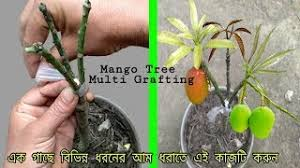 Mango Tree
Multi Grafting
এক গাছে বিভিন্ন ধরনের আম ধরাতে এই কাজটি করুন